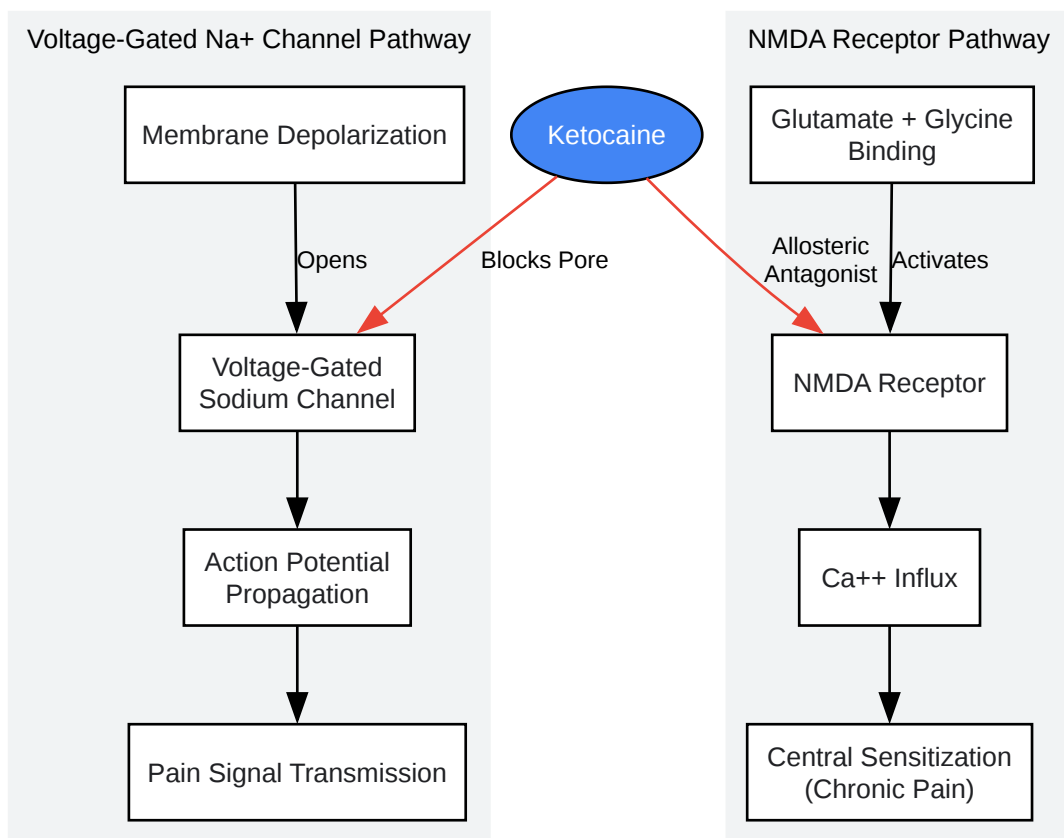 Voltage-Gated Na+ Channel Pathway
NMDA Receptor Pathway
Membrane Depolarization
Ketocaine
Glutamate + Glycine
Binding
Opens
Blocks Pore
Allosteric
Antagonist
Activates
Voltage-Gated
Sodium Channel
NMDA Receptor
Action Potential
Propagation
Ca++ Influx
Pain Signal Transmission
Central Sensitization
(Chronic Pain)